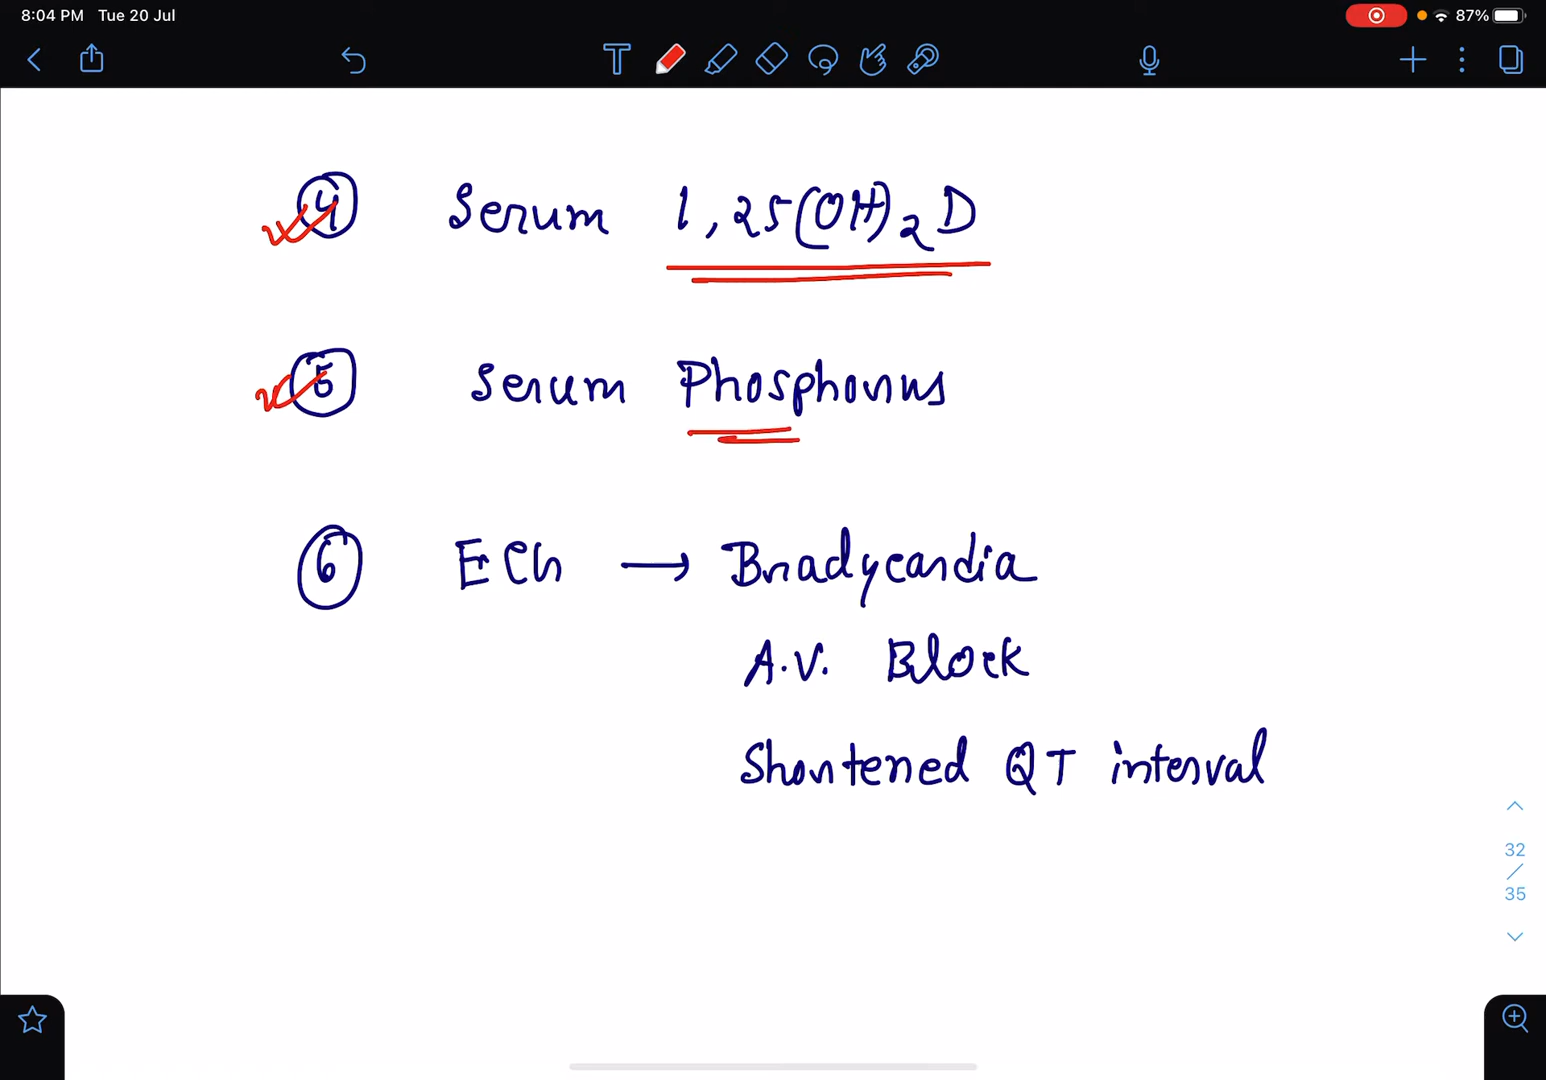 8:04 PM Tue 20 Jul
87%
T
4 Serum 1,25(OH)2D
5 Serum Phosphorus
6 ECG → Bradycardia
A.V. Block
Shortened QT interval
32
/
35